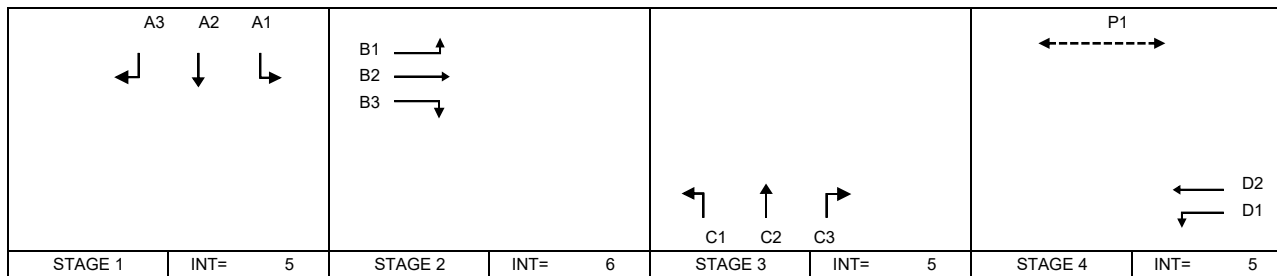 A3 A2 A1
B1
B2
B3
C1 C2 C3
P1
D2
D1
STAGE 1 INT= 5 STAGE 2 INT= 6 STAGE 3 INT= 5 STAGE 4 INT= 5